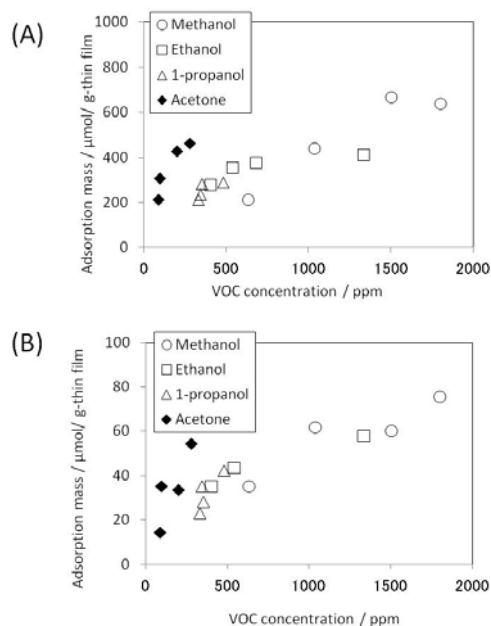 (A)
1000
800
600
400
200
0
Adsorption mass / μmol/ g-thin film
Methanol
Ethanol
1-propanol
Acetone
0 500 1000 1500 2000
VOC concentration / ppm
(B)
100
80
60
40
20
0
Adsorption mass / μmol/ g-thin film
Methanol
Ethanol
1-propanol
Acetone
0 500 1000 1500 2000
VOC concentration / ppm